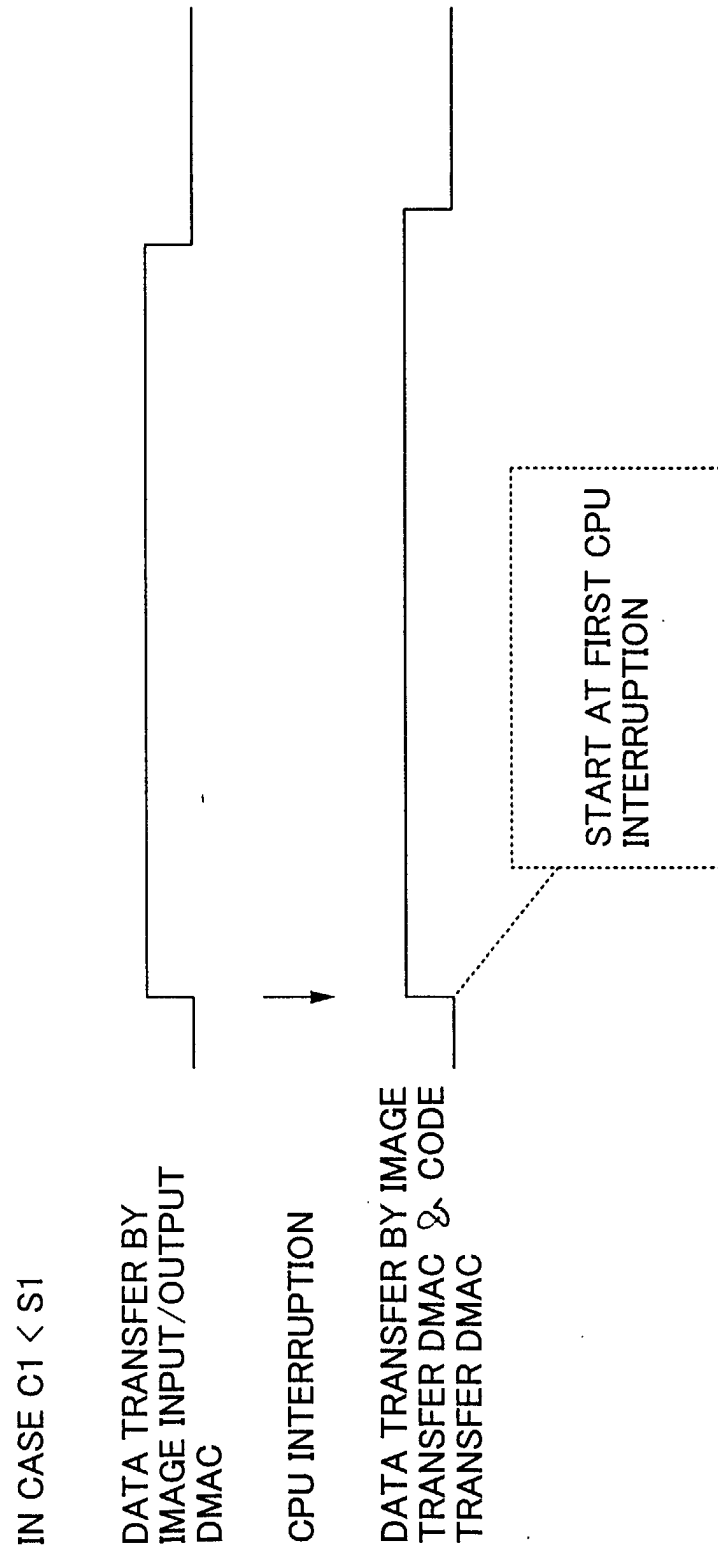 IN CASE C1 < S1
DATA TRANSFER BY
IMAGE INPUT/OUTPUT
DMAC
CPU INTERRUPTION
DATA TRANSFER BY IMAGE
TRANSFER DMAC & CODE
TRANSFER DMAC
START AT FIRST CPU
INTERRUPTION